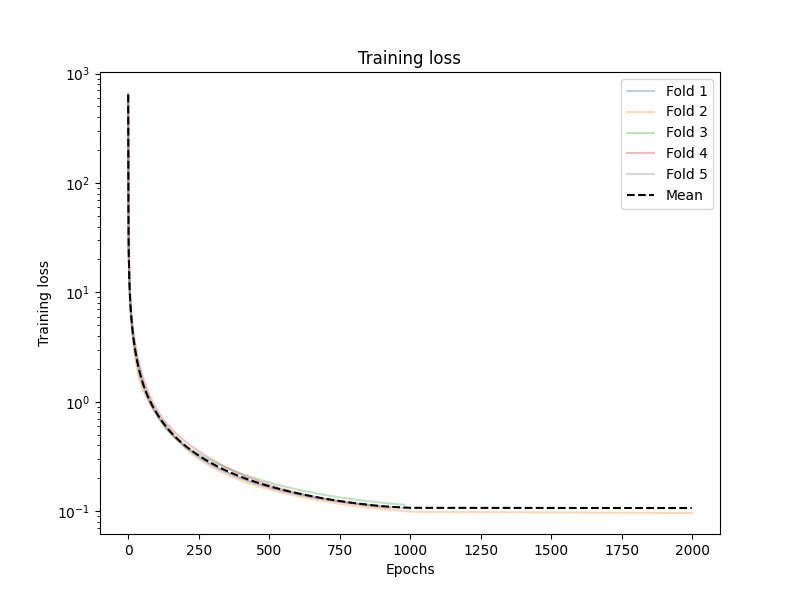 Training loss
Fold 1
Fold 2
Fold 3
Fold 4
Fold 5
Mean
Training loss
10³
10²
10¹
10⁰
10⁻¹
0 250 500 750 1000 1250 1500 1750 2000
Epochs